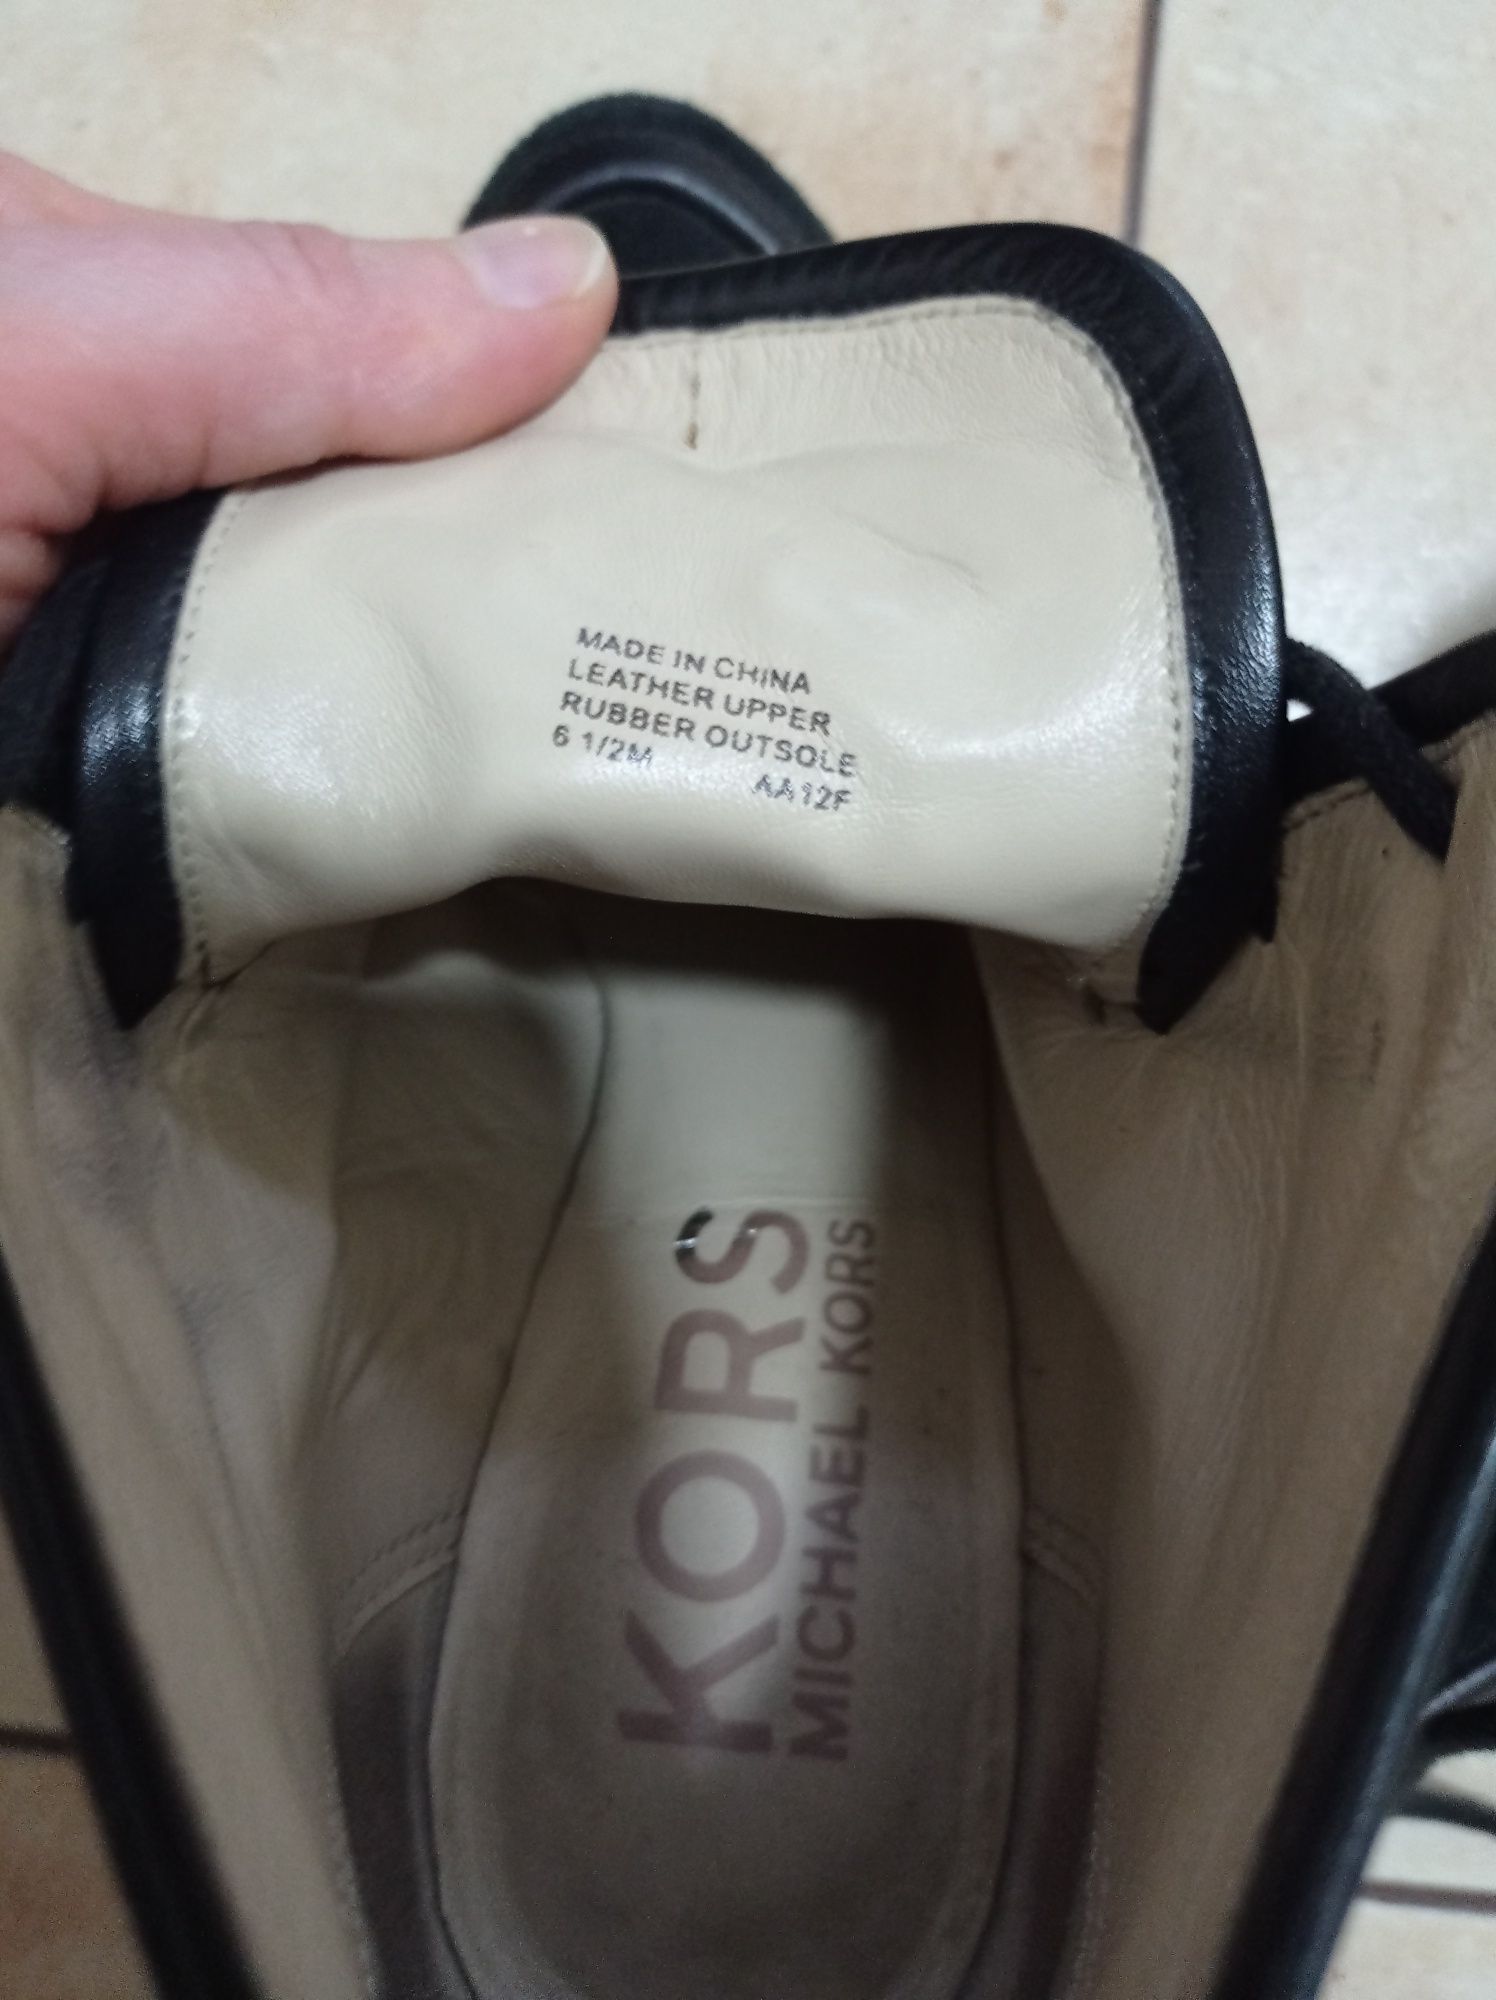 MADE IN CHINA
LEATHER UPPER
RUBBER OUTSOLE
6 1/2M
AA12F
KORS
MICHAEL KORS